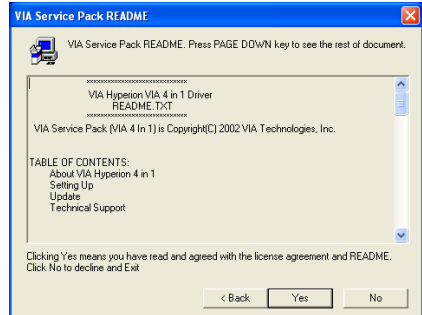 VIA Service Pack README
VIA Service Pack README. Press PAGE DOWN key to see the rest of document.
xxxxxxxxxxxxxxxxxxxxxxxxxxxx
VIA Hyperion VIA 4 in 1 Driver
README.TXT
xxxxxxxxxxxxxxxxxxxxxxxxxxxx
VIA Service Pack (VIA 4 In 1) is Copyright(C) 2002 VIA Technologies, Inc.
TABLE OF CONTENTS:
About VIA Hyperion 4 in 1
Setting Up
Update
Technical Support
Clicking Yes means you have read and agreed with the license agreement and README.
Click No to decline and Exit
< Back
Yes
No